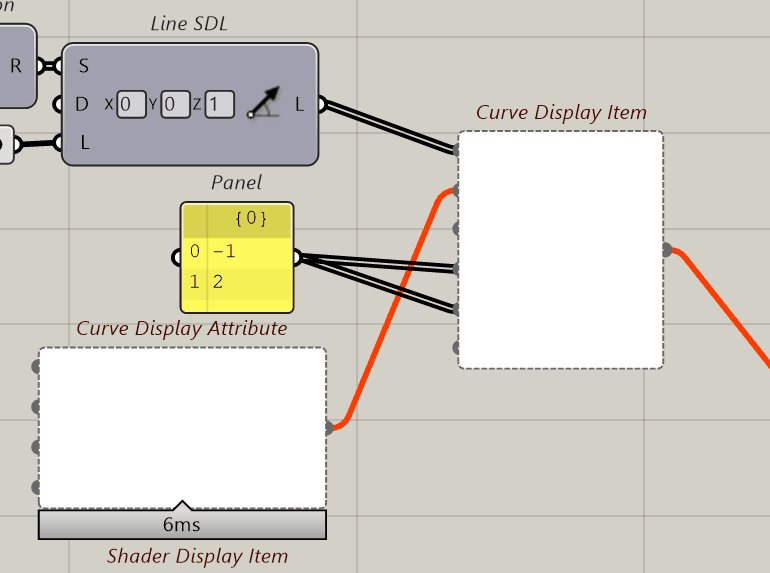 on
Line SDL
R
S
D X 0 Y 0 Z 1 L
L
Curve Display Item
Panel
{0}
0 -1
1 2
Curve Display Attribute
6ms
Shader Display Item